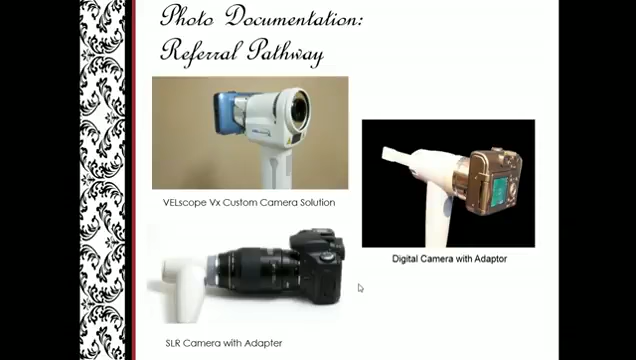 Photo Documentation:
Referral Pathway
VELscope Vx Custom Camera Solution
Digital Camera with Adaptor
SLR Camera with Adapter